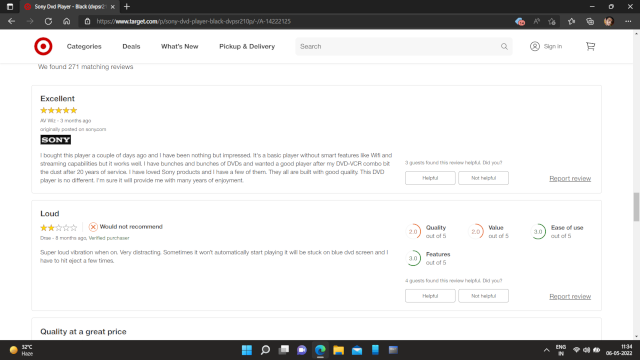 Sony Dvd Player - Black (dvpsr210p)
https://www.target.com/p/sony-dvd-player-black-dvpsr210p/-/A-14222125
Categories Deals What's New Pickup & Delivery Search Sign in
We found 271 matching reviews
Excellent
AV Wiz - 3 months ago
originally posted on sony.com
SONY
I bought this player a couple of days ago and I have been nothing but impressed. It's a basic player without smart features like Wifi and
streaming capabilities but it works well. I have bunches and bunches of DVDs and wanted a good player after my DVD-VCR combo bit
the dust after 20 years of service. I have loved Sony products and I have a few of them. They all are built with good quality. This DVD
player is no different. I'm sure it will provide me with many years of enjoyment.
3 guests found this review helpful. Did you?
Helpful Not helpful Report review
Loud
Would not recommend
Drae - 8 months ago, Verified purchaser
Super loud vibration when on. Very distracting. Sometimes it won't automatically start playing it will be stuck on blue dvd screen and I
have to hit eject a few times.
2.0 Quality out of 5
2.0 Value out of 5
3.0 Ease of use out of 5
3.0 Features out of 5
4 guests found this review helpful. Did you?
Helpful Not helpful Report review
Quality at a great price
32°C
Haze
ENG
IN
11:34
06-05-2022